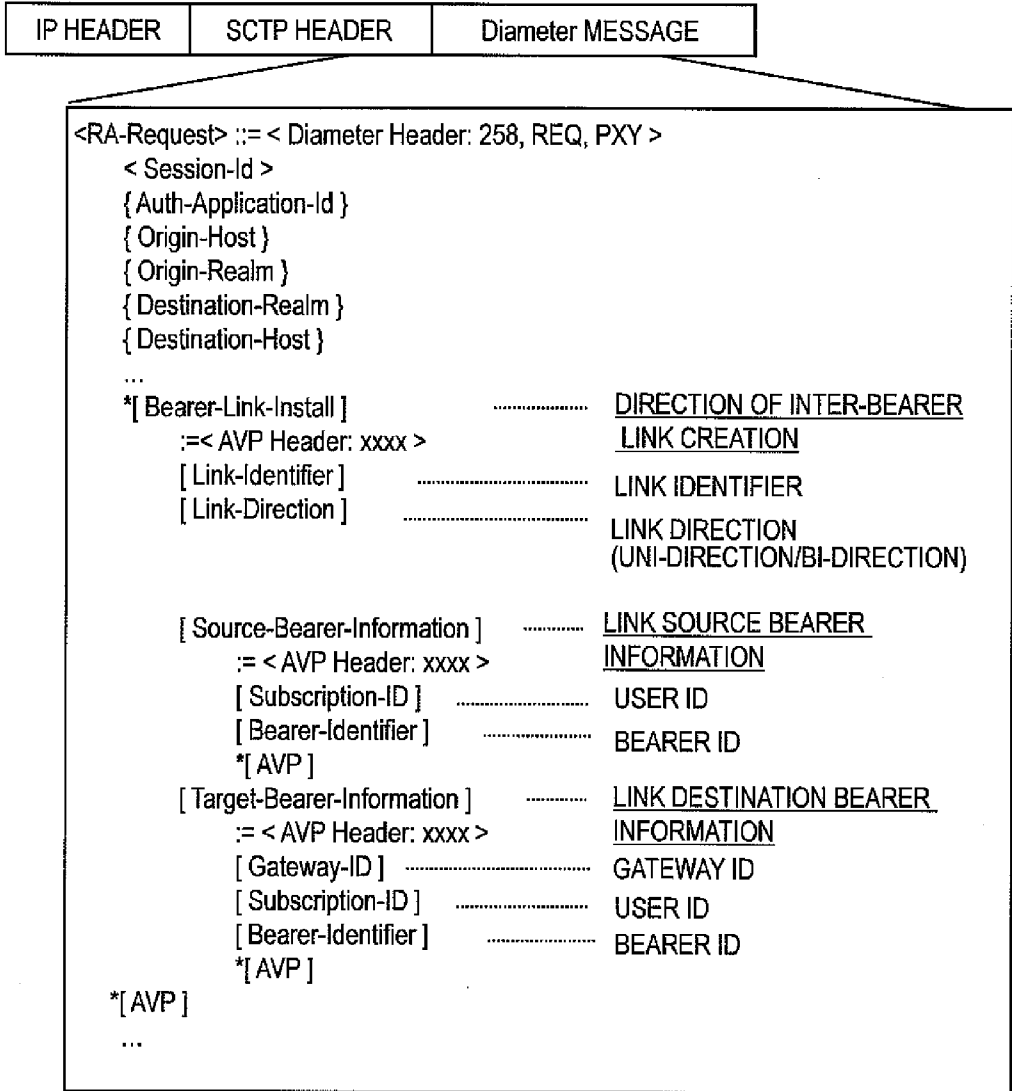 IP HEADER SCTP HEADER Diameter MESSAGE
<RA-Request> ::= < Diameter Header: 258, REQ, PXY >
< Session-Id >
{ Auth-Application-Id }
{ Origin-Host }
{ Origin-Realm }
{ Destination-Realm }
{ Destination-Host }
...
*[ Bearer-Link-Install ] .................... DIRECTION OF INTER-BEARER
:=< AVP Header: xxxx > LINK CREATION
[ Link-Identifier ] .................... LINK IDENTIFIER
[ Link-Direction ] .................... LINK DIRECTION
(UNI-DIRECTION/BI-DIRECTION)
[ Source-Bearer-Information ] ............ LINK SOURCE BEARER
:= < AVP Header: xxxx > INFORMATION
[ Subscription-ID ] .................... USER ID
[ Bearer-Identifier ] .................... BEARER ID
*[ AVP ]
[ Target-Bearer-Information ] ............ LINK DESTINATION BEARER
:= < AVP Header: xxxx > INFORMATION
[ Gateway-ID ] .................... GATEWAY ID
[ Subscription-ID ] .................... USER ID
[ Bearer-Identifier ] .................... BEARER ID
*[ AVP ]
*[ AVP ]
...